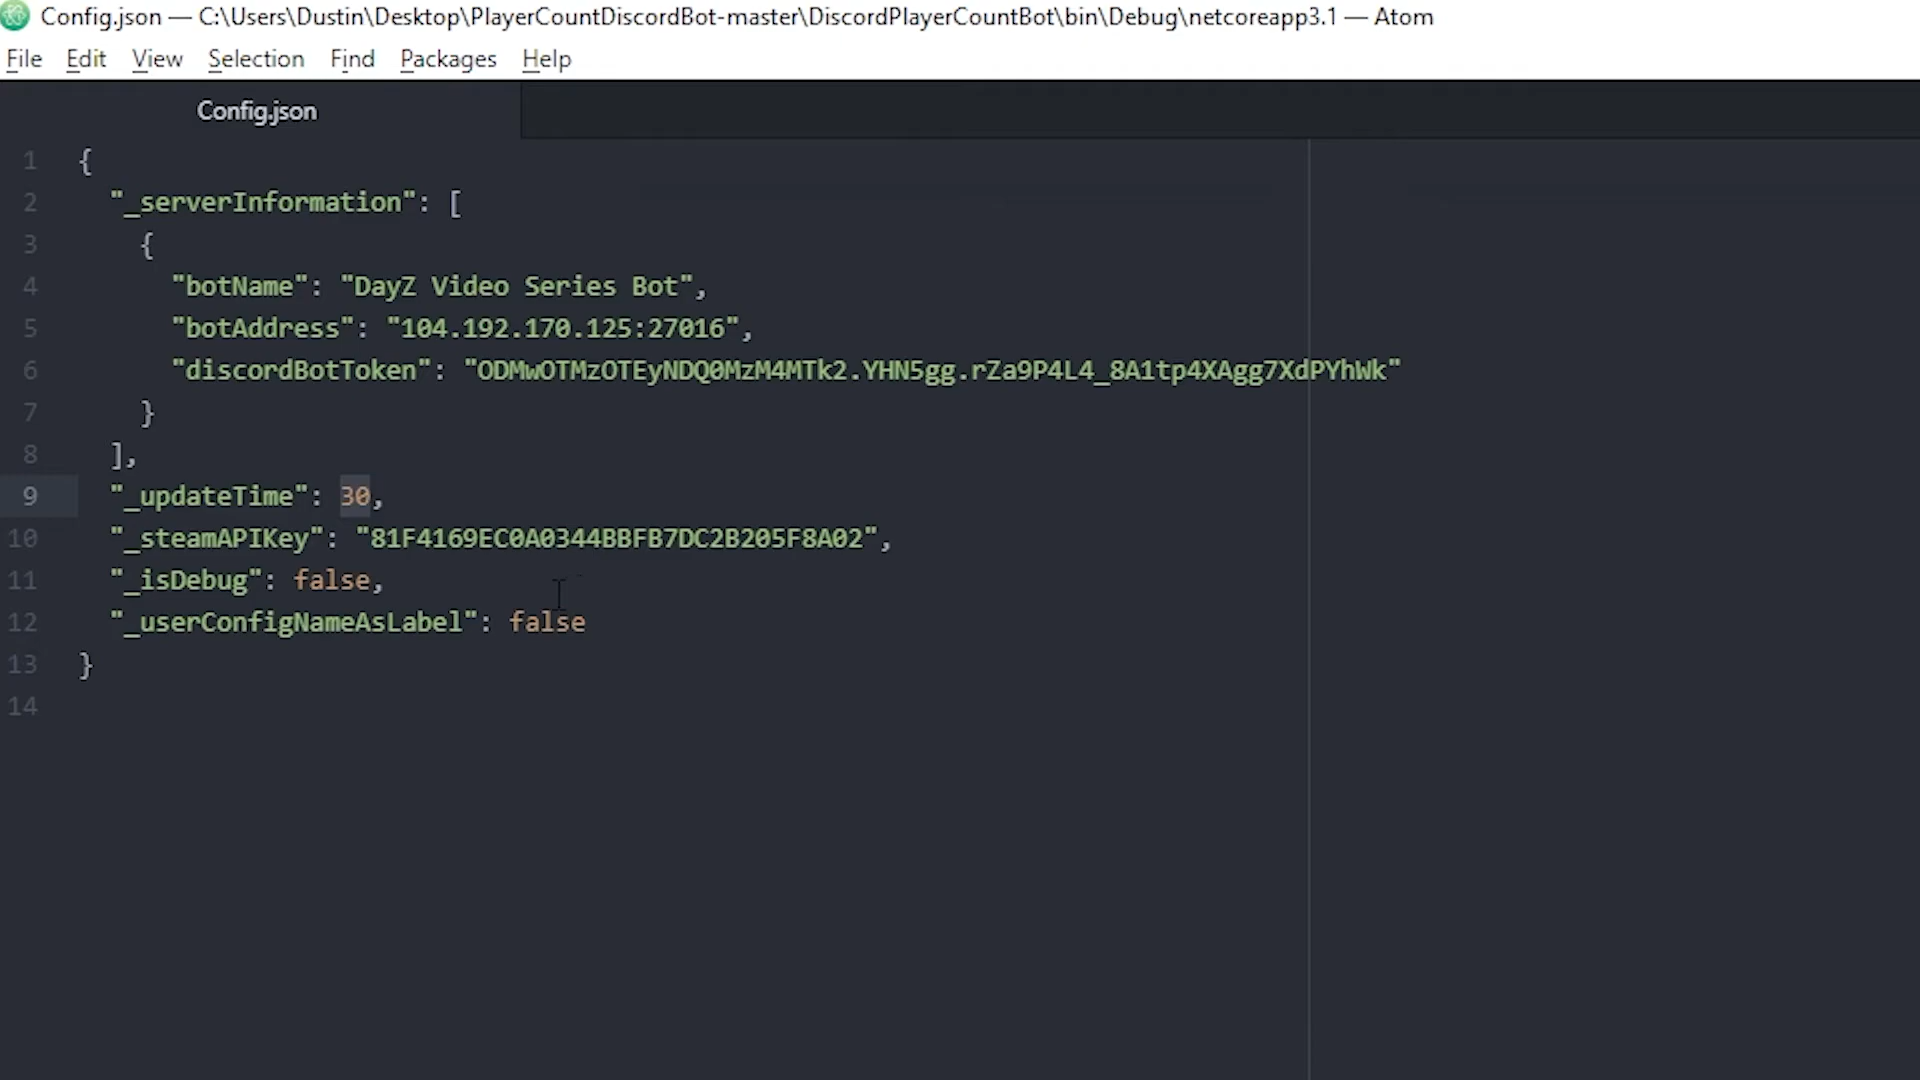 Config.json — C:\Users\Dustin\Desktop\PlayerCountDiscordBot-master\DiscordPlayerCountBot\bin\Debug\netcoreapp3.1 — Atom
File Edit View Selection Find Packages Help
Config.json
1 {
2 "_serverInformation": [
3 {
4 "botName": "DayZ Video Series Bot",
5 "botAddress": "104.192.170.125:27016",
6 "discordBotToken": "ODMwOTMzOTEyNDQ0MzM4MTk2.YHN5gg.rZa9P4L4_8A1tp4XAgg7XdPYhWk"
7 }
8 ],
9 "_updateTime": 30,
10 "_steamAPIKey": "81F4169EC0A0344BBFB7DC2B205F8A02",
11 "_isDebug": false,
12 "_userConfigNameAsLabel": false
13 }
14